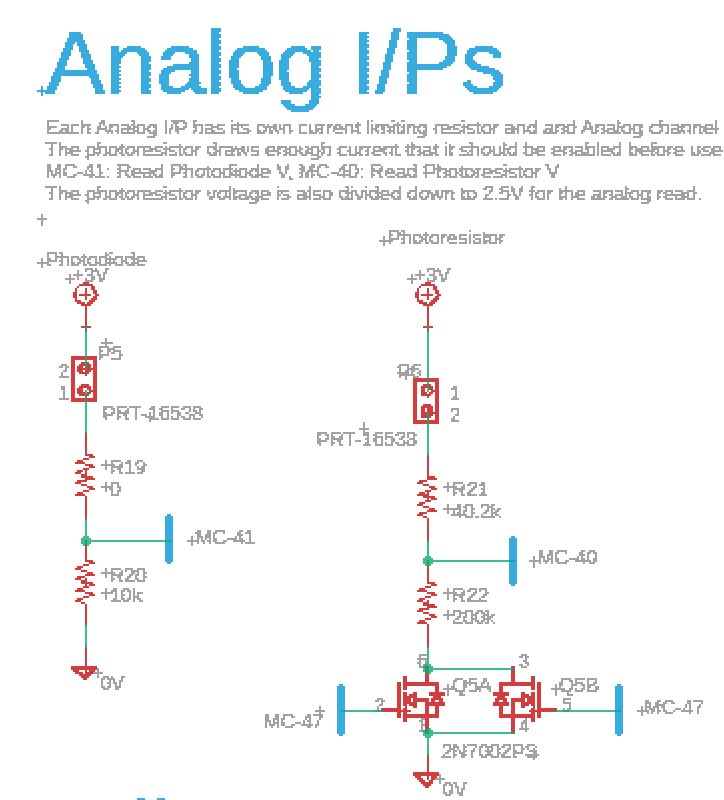 Analog I/Ps
Each Analog I/P has its own current limiting resistor and and Analog channel
The photoresistor draws enough current that it should be enabled before use
MC-41: Read Photodiode V, MC-40: Read Photoresistor V
The photoresistor voltage is also divided down to 2.5V for the analog read.
Photoresistor
Photodiode
+3V
+3V
P5
2
1
PRT-16538
P6
1
2
PRT-16538
R19
0
R21
40.2k
MC-41
MC-40
R20
10k
R22
200k
0V
6
3
Q5A
Q5B
2
5
MC-47
MC-47
1
4
2N7002PS
0V